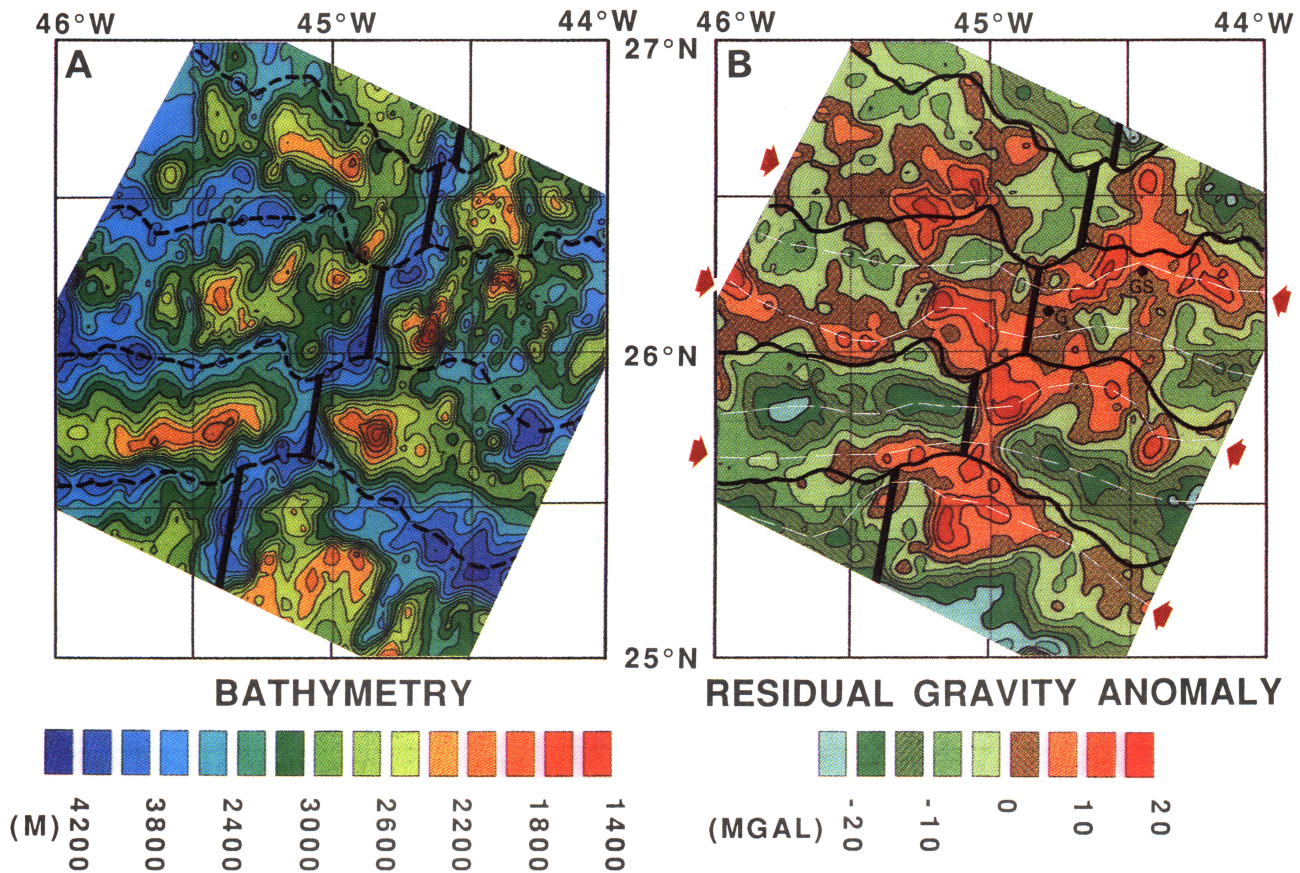 46°W 45°W 44°W 46°W 45°W 44°W
A 27°N B
GS
G
26°N
25°N
BATHYMETRY RESIDUAL GRAVITY ANOMALY
(M) 4200 3800 2400 3000 2600 2200 1800 1400
(MGAL) -20 -10 0 10 20